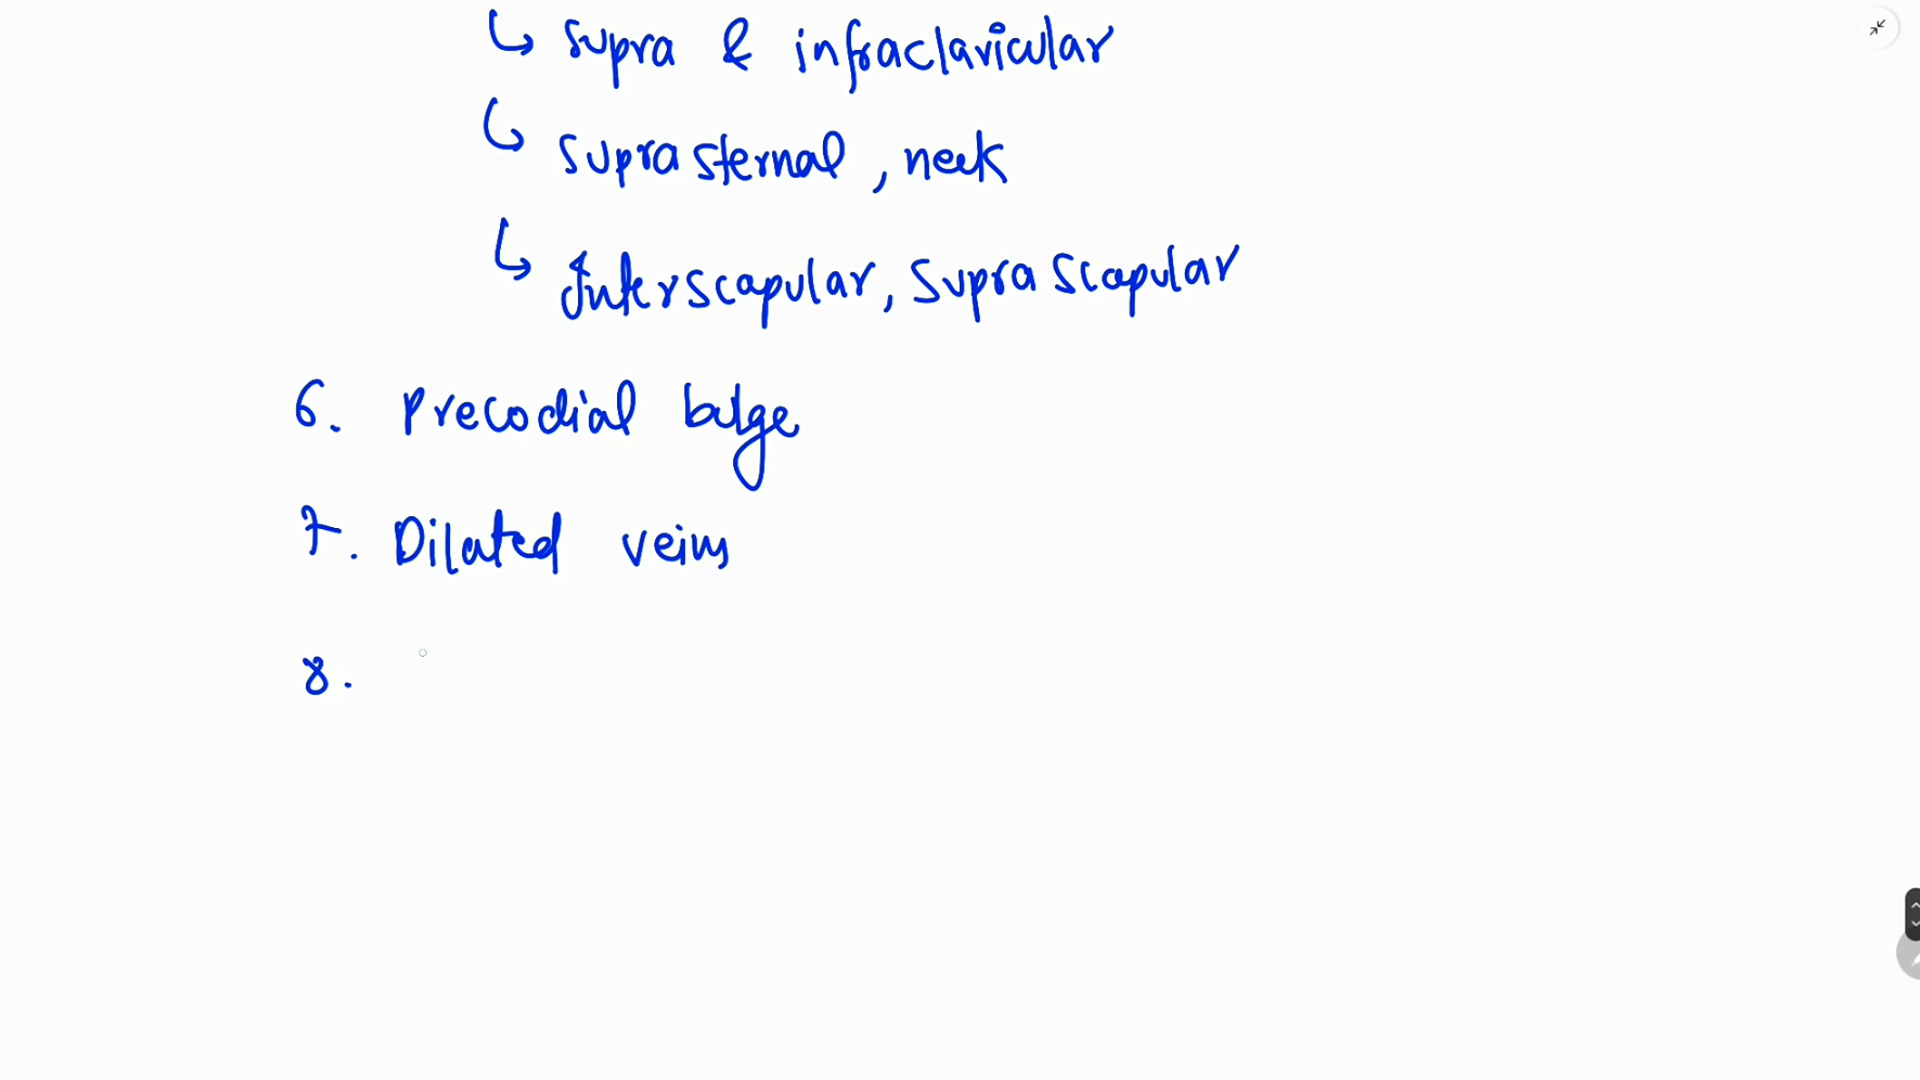 ↳ supra & infraclavicular
↳ suprasternal, neck
↳ Interscapular, Suprascapular
6. Precodial bulge
7. Dilated veins
8.